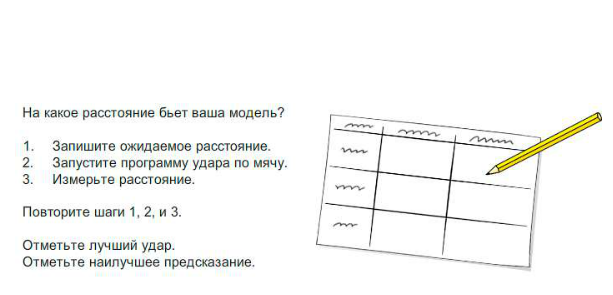 На какое расстояние бьет ваша модель?
1. Запишите ожидаемое расстояние.
2. Запустите программу удара по мячу.
3. Измерьте расстояние.
Повторите шаги 1, 2, и 3.
Отметьте лучший удар.
Отметьте наилучшее предсказание.